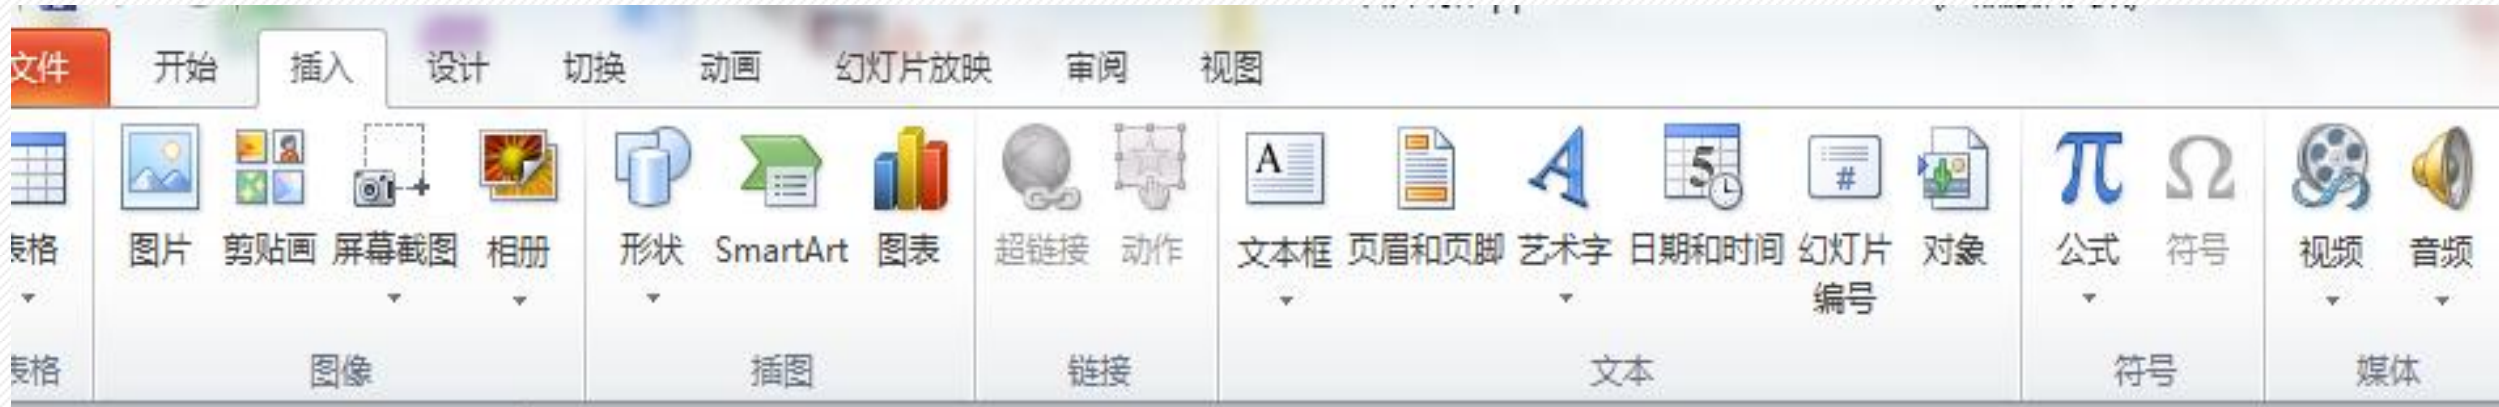 文件 开始 插入 设计 切换 动画 幻灯片放映 审阅 视图
A 5 # π Ω
表格 图片 剪贴画 屏幕截图 相册 形状 SmartArt 图表 超链接 动作 文本框 页眉和页脚 艺术字 日期和时间 幻灯片 对象 公式 符号 视频 音频
编号
表格 图像 插图 链接 文本 符号 媒体